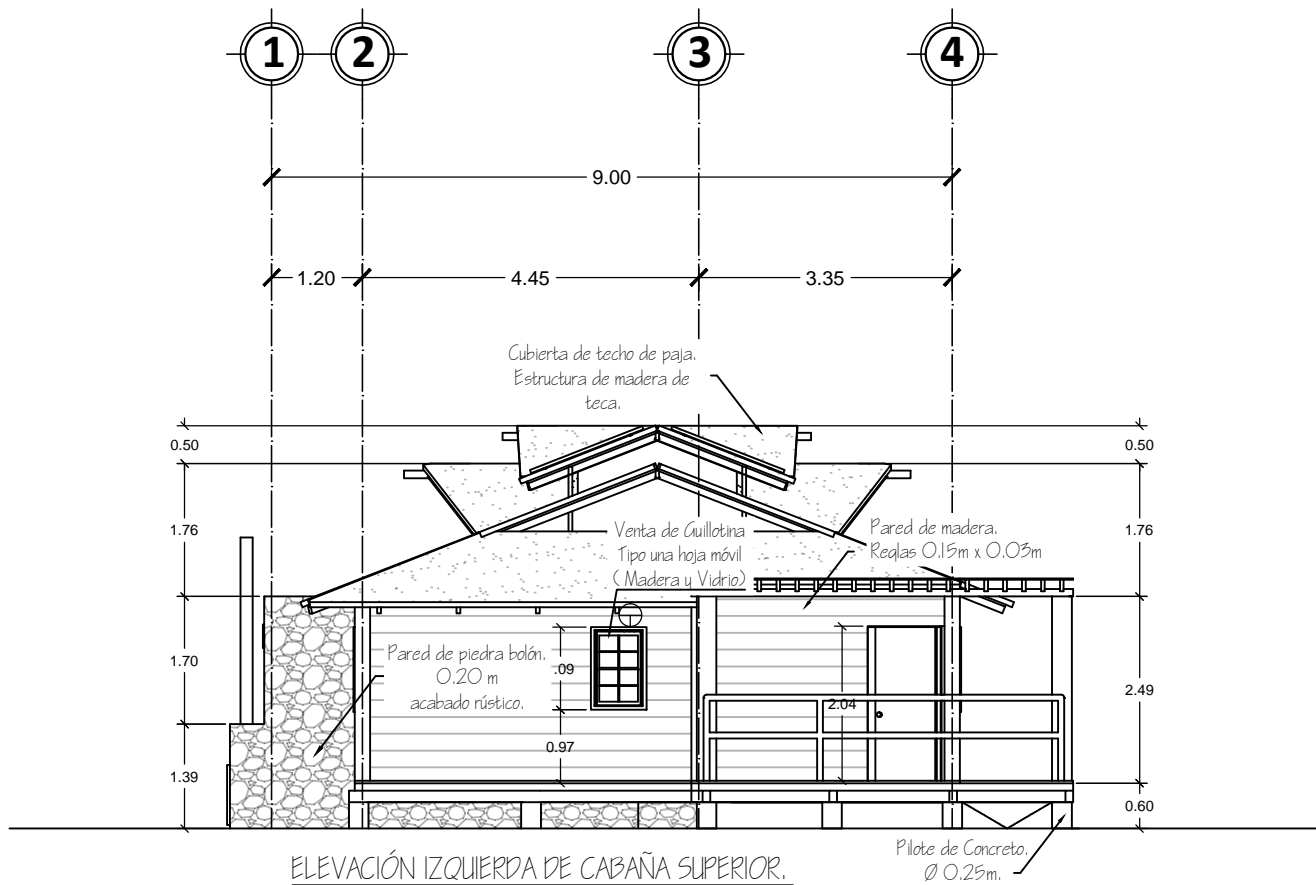 1 2 3 4
9.00
1.20 4.45 3.35
Cubierta de techo de paja.
Estructura de madera de
teca.
0.50 0.50
1.76 1.76
Venta de Guillotina
Tipo una hoja móvil
( Madera y Vidrio)
Pared de madera.
Reglas 0.15m x 0.03m
1.70
Pared de piedra bolón.
0.20 m
acabado rústico.
.09
2.49
2.04
0.97
1.39
0.60
ELEVACIÓN IZQUIERDA DE CABAÑA SUPERIOR.
Pilote de Concreto.
Ø 0.25m.